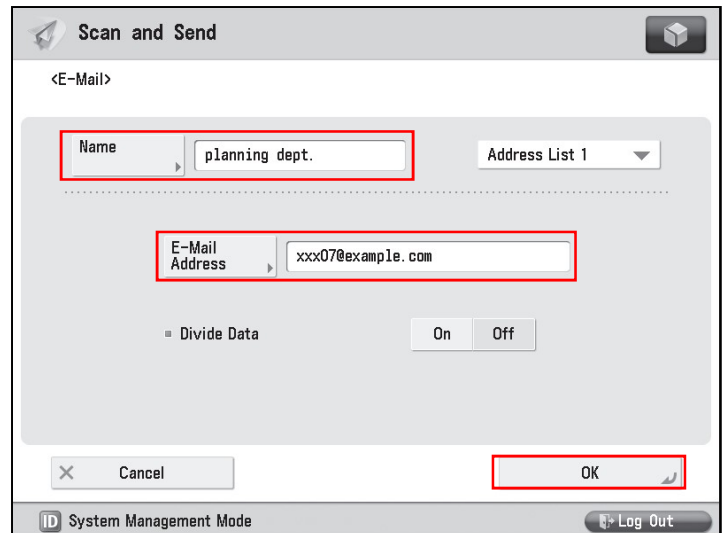 Scan and Send
<E-Mail>
Name
planning dept.
Address List 1
E-Mail
Address
xxx07@example.com
Divide Data
On
Off
Cancel
OK
ID System Management Mode
Log Out